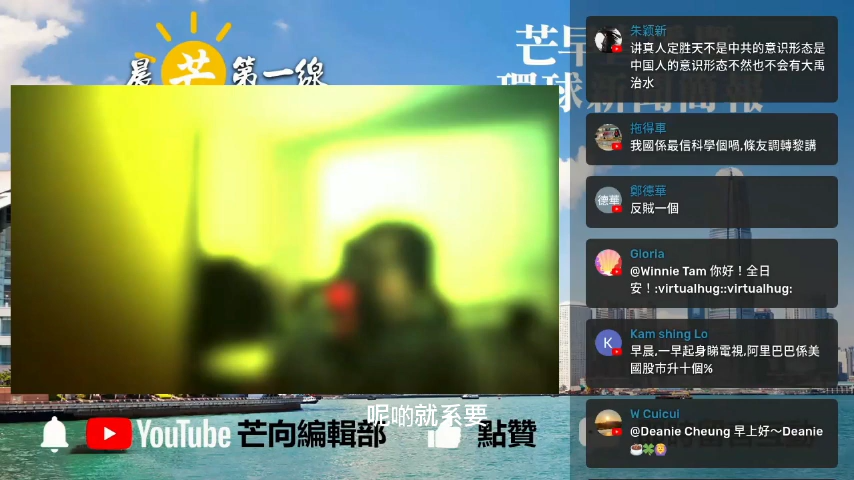 晨芒第一線
芒早
環球新聞簡報
朱颖新
讲真人定胜天不是中共的意识形态是
中国人的意识形态不然也不会有大禹
治水
拖得車
我國係最信科學個喎,條友調轉黎講
鄭德華
德華
反賊一個
Gloria
@Winnie Tam 你好！全日
安！:virtualhug::virtualhug:
Kam shing Lo
K
早晨,一早起身睇電視,阿里巴巴係美
國股市升十個%
W Cuicui
@Deanie Cheung 早上好～Deanie
呢啲就系要
YouTube 芒向編輯部 點贊